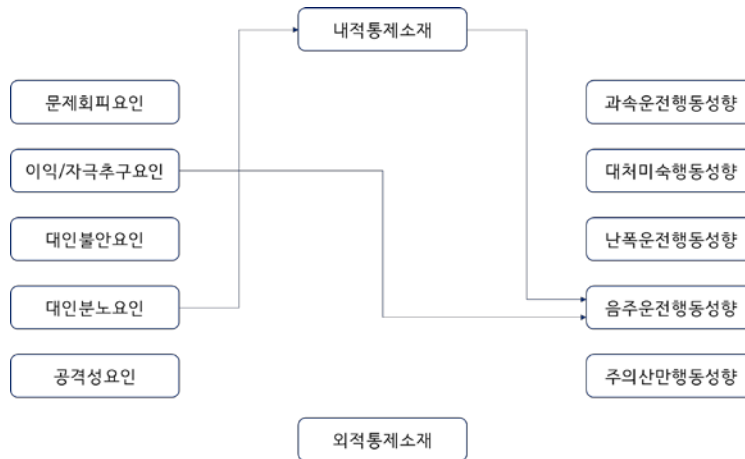 내적통제소재
문제회피요인
과속운전행동성향
이익/자극추구요인
대처미숙행동성향
대인불안요인
난폭운전행동성향
대인분노요인
음주운전행동성향
공격성요인
주의산만행동성향
외적통제소재